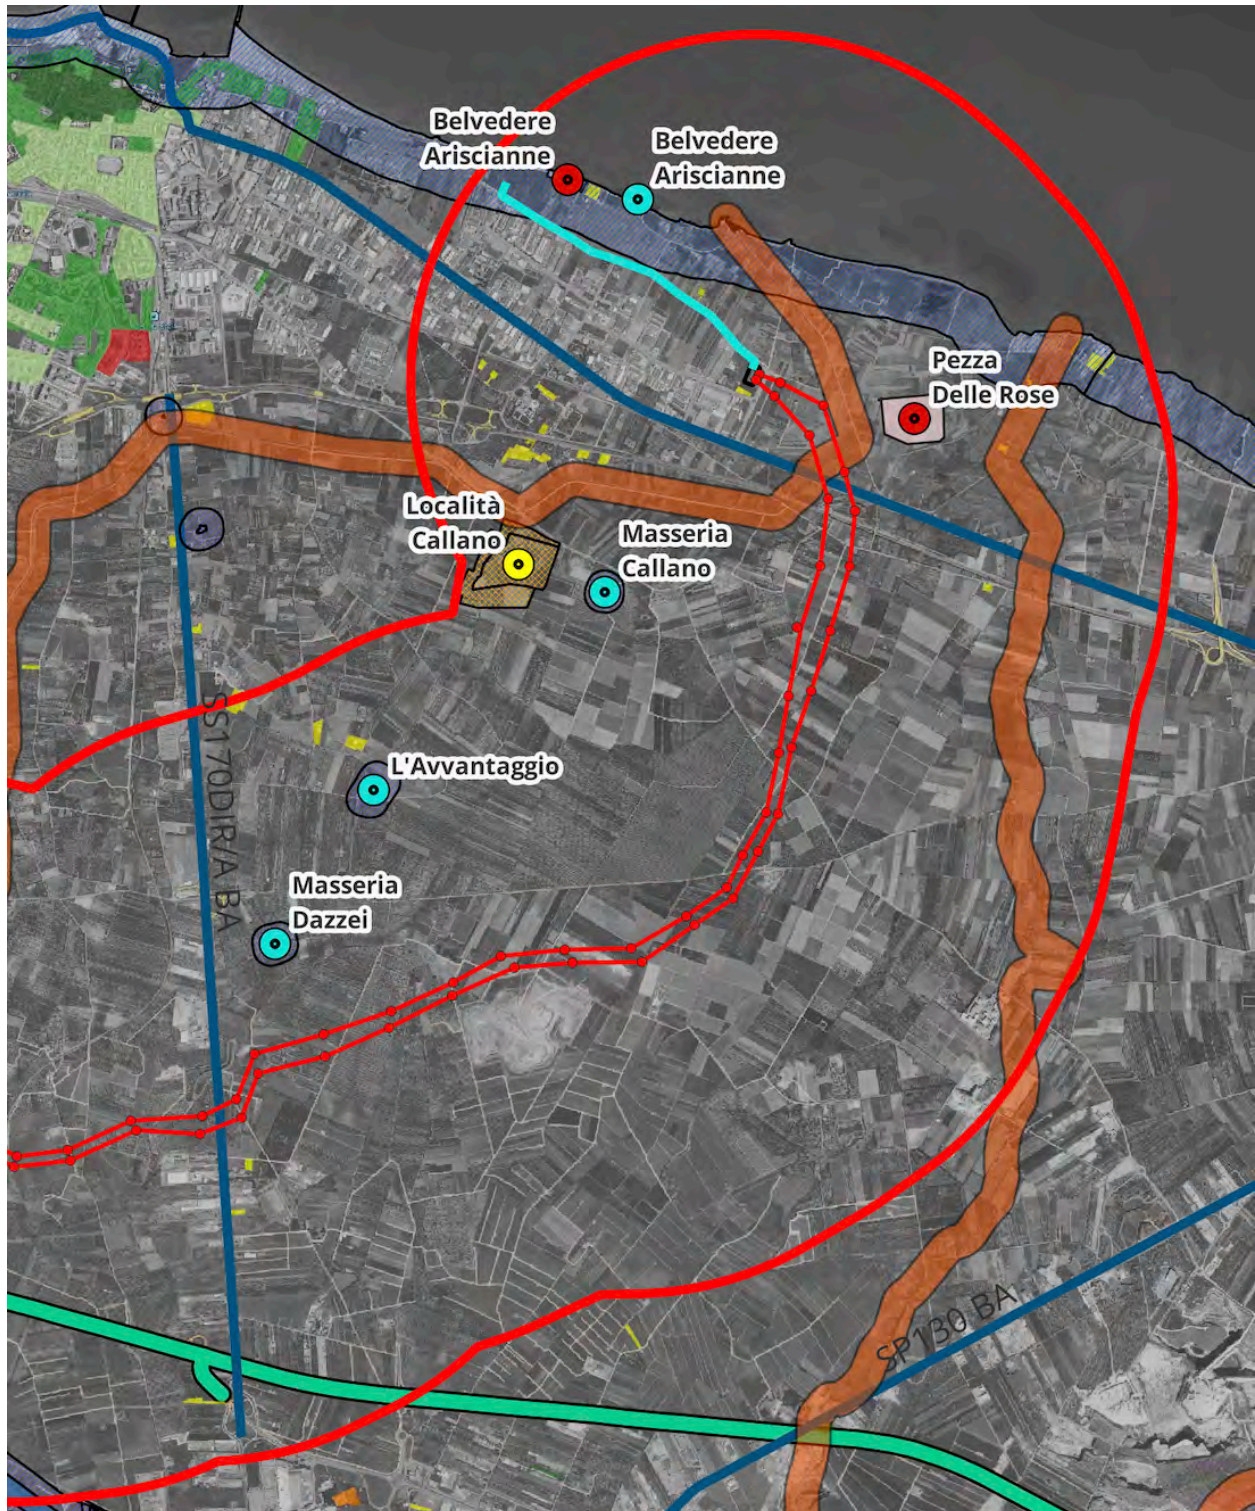 Belvedere
Ariscianne
Belvedere
Ariscianne
Pezza
Delle Rose
Località
Callano
Masseria
Callano
L'Avvantaggio
SS170DIR/A BA
Masseria
Dazzei
SP130 BA